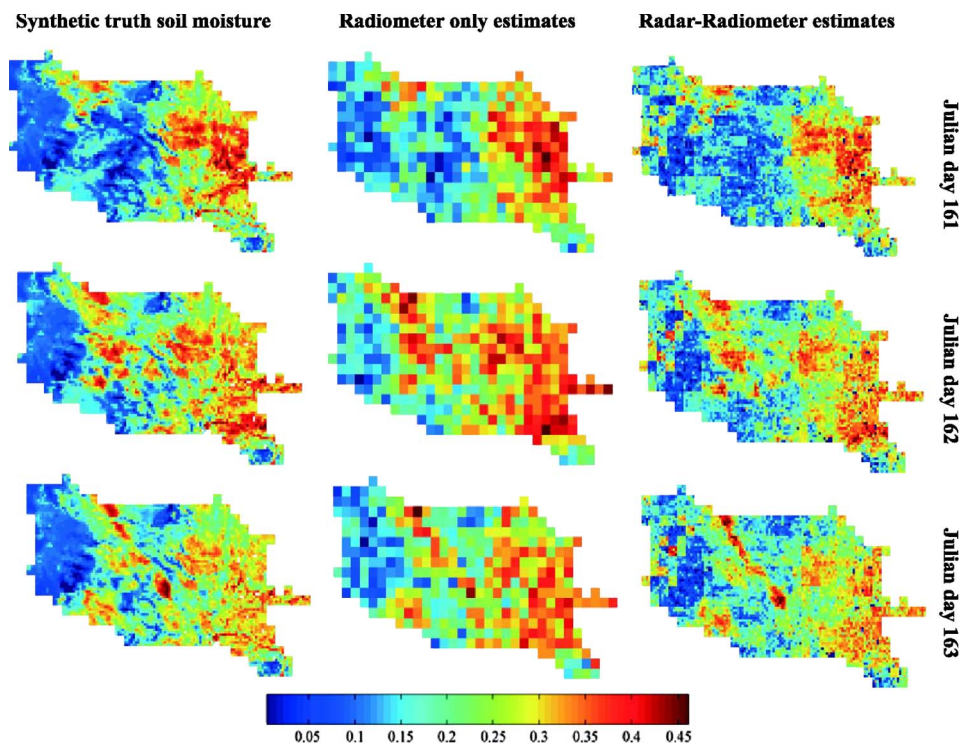 Synthetic truth soil moisture
Radiometer only estimates
Radar-Radiometer estimates
Julian day 161
Julian day 162
Julian day 163
0.05 0.1 0.15 0.2 0.25 0.3 0.35 0.4 0.45